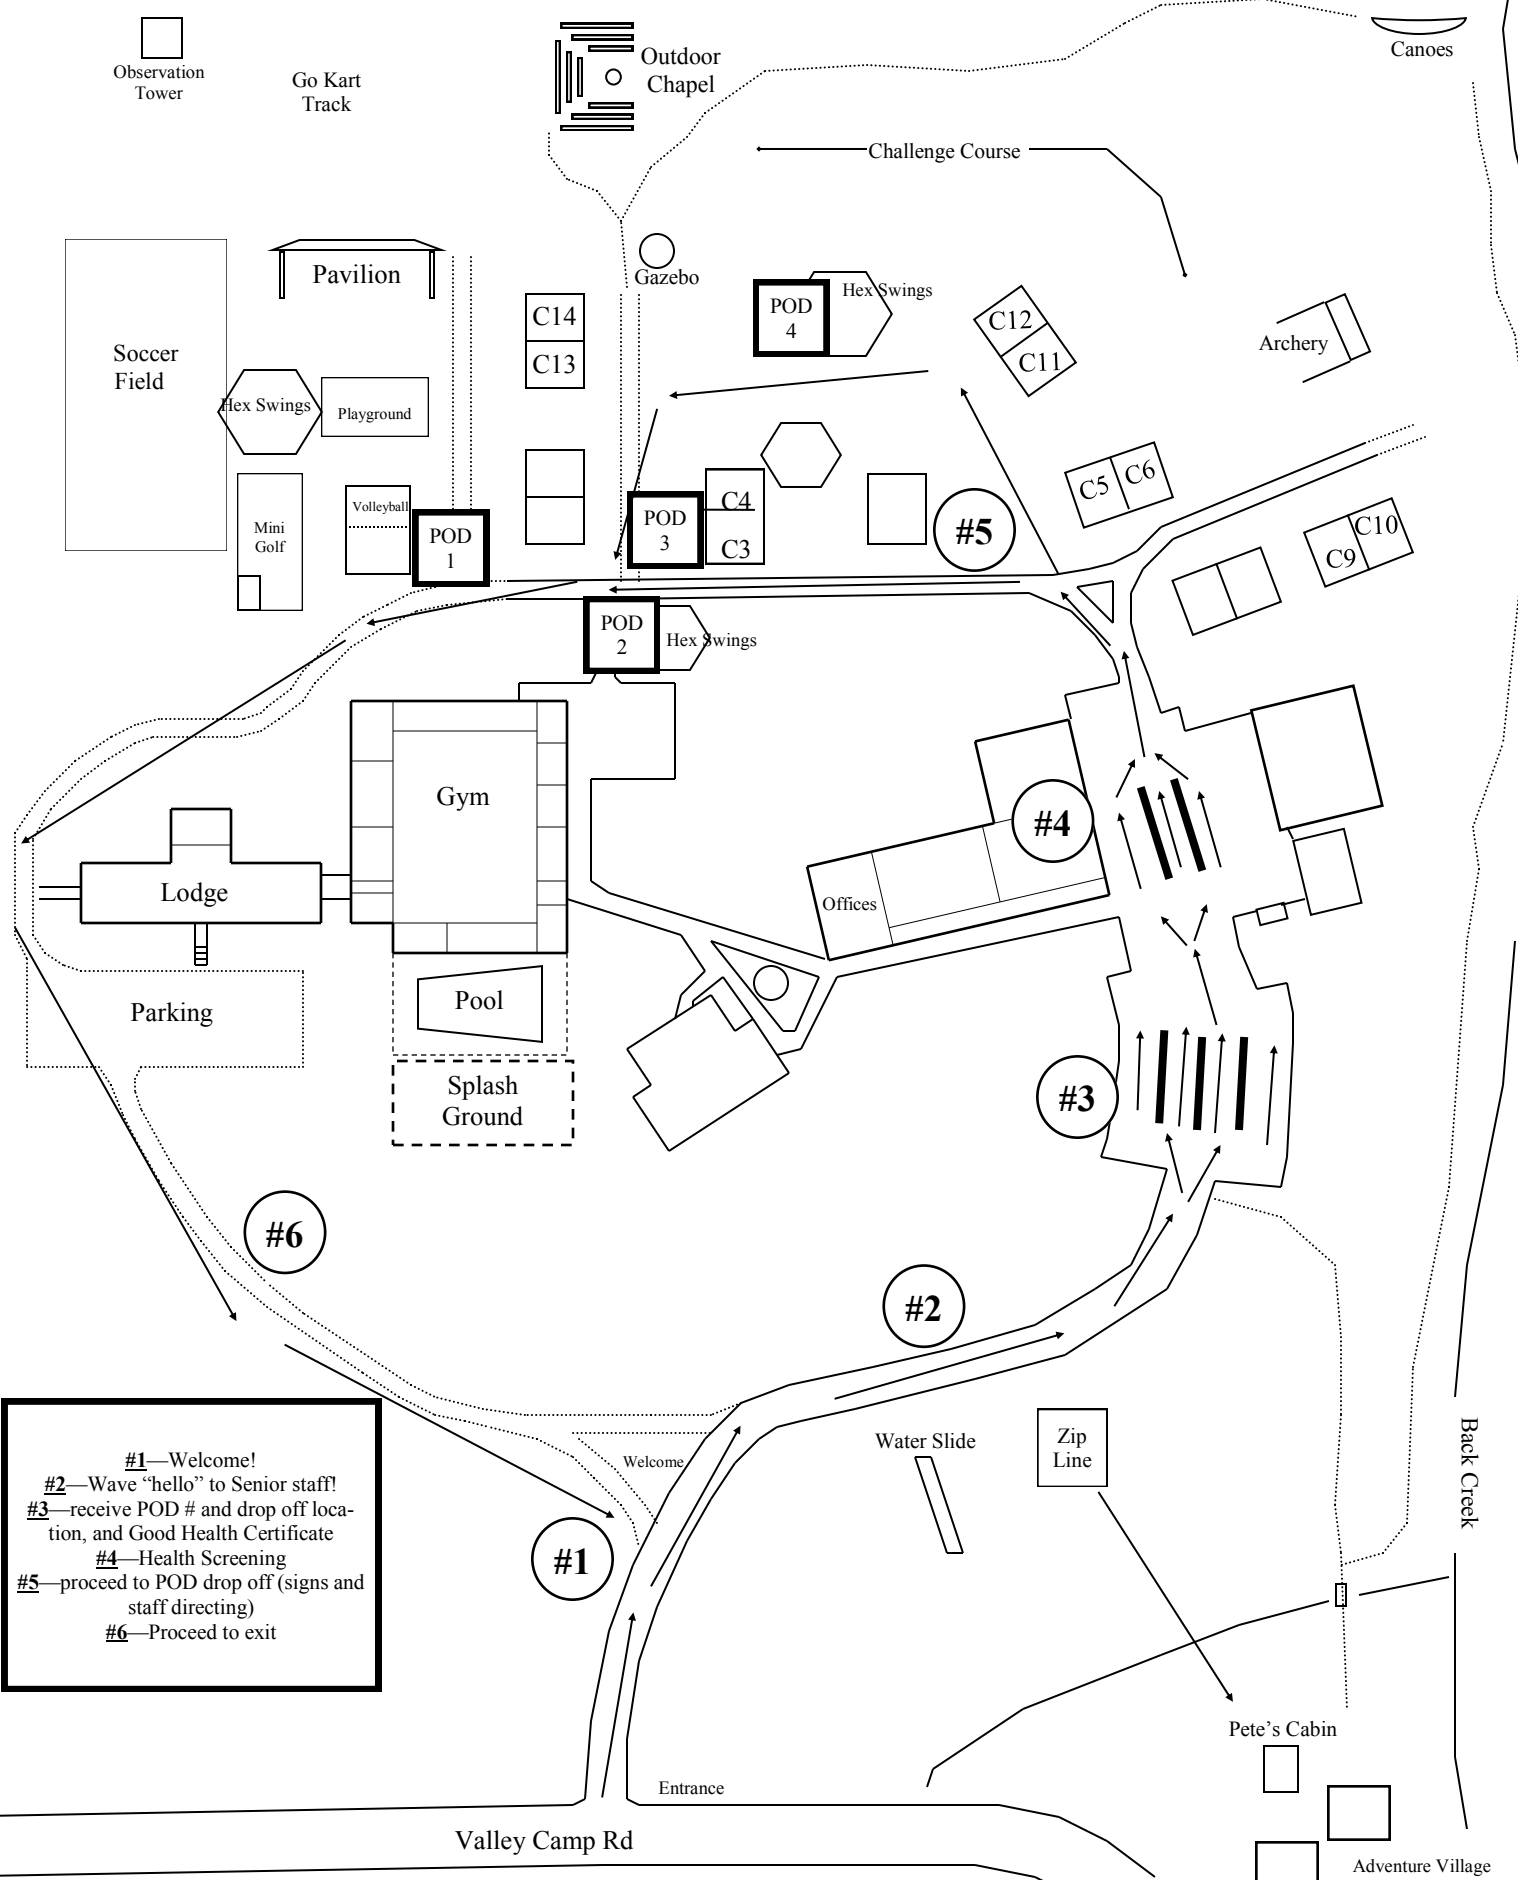 Observation
Tower
Go Kart
Track
Outdoor
Chapel
Canoes
Challenge Course
Pavilion
Gazebo
C14
C13
POD
4
Hex Swings
C12
C11
Archery
Soccer
Field
Hex Swings
Playground
C5
C6
Volleyball
Mini
Golf
POD
1
POD
3
C4
C3
#5
C10
C9
POD
2
Hex Swings
Gym
#4
Lodge
Offices
Parking
Pool
Splash
Ground
#3
#6
#2
#1—Welcome!
#2—Wave “hello” to Senior staff!
#3—receive POD # and drop off loca-
tion, and Good Health Certificate
#4—Health Screening
#5—proceed to POD drop off (signs and
staff directing)
#6—Proceed to exit
Welcome
Water Slide
Zip
Line
Back Creek
#1
Pete’s Cabin
Entrance
Valley Camp Rd
Adventure Village